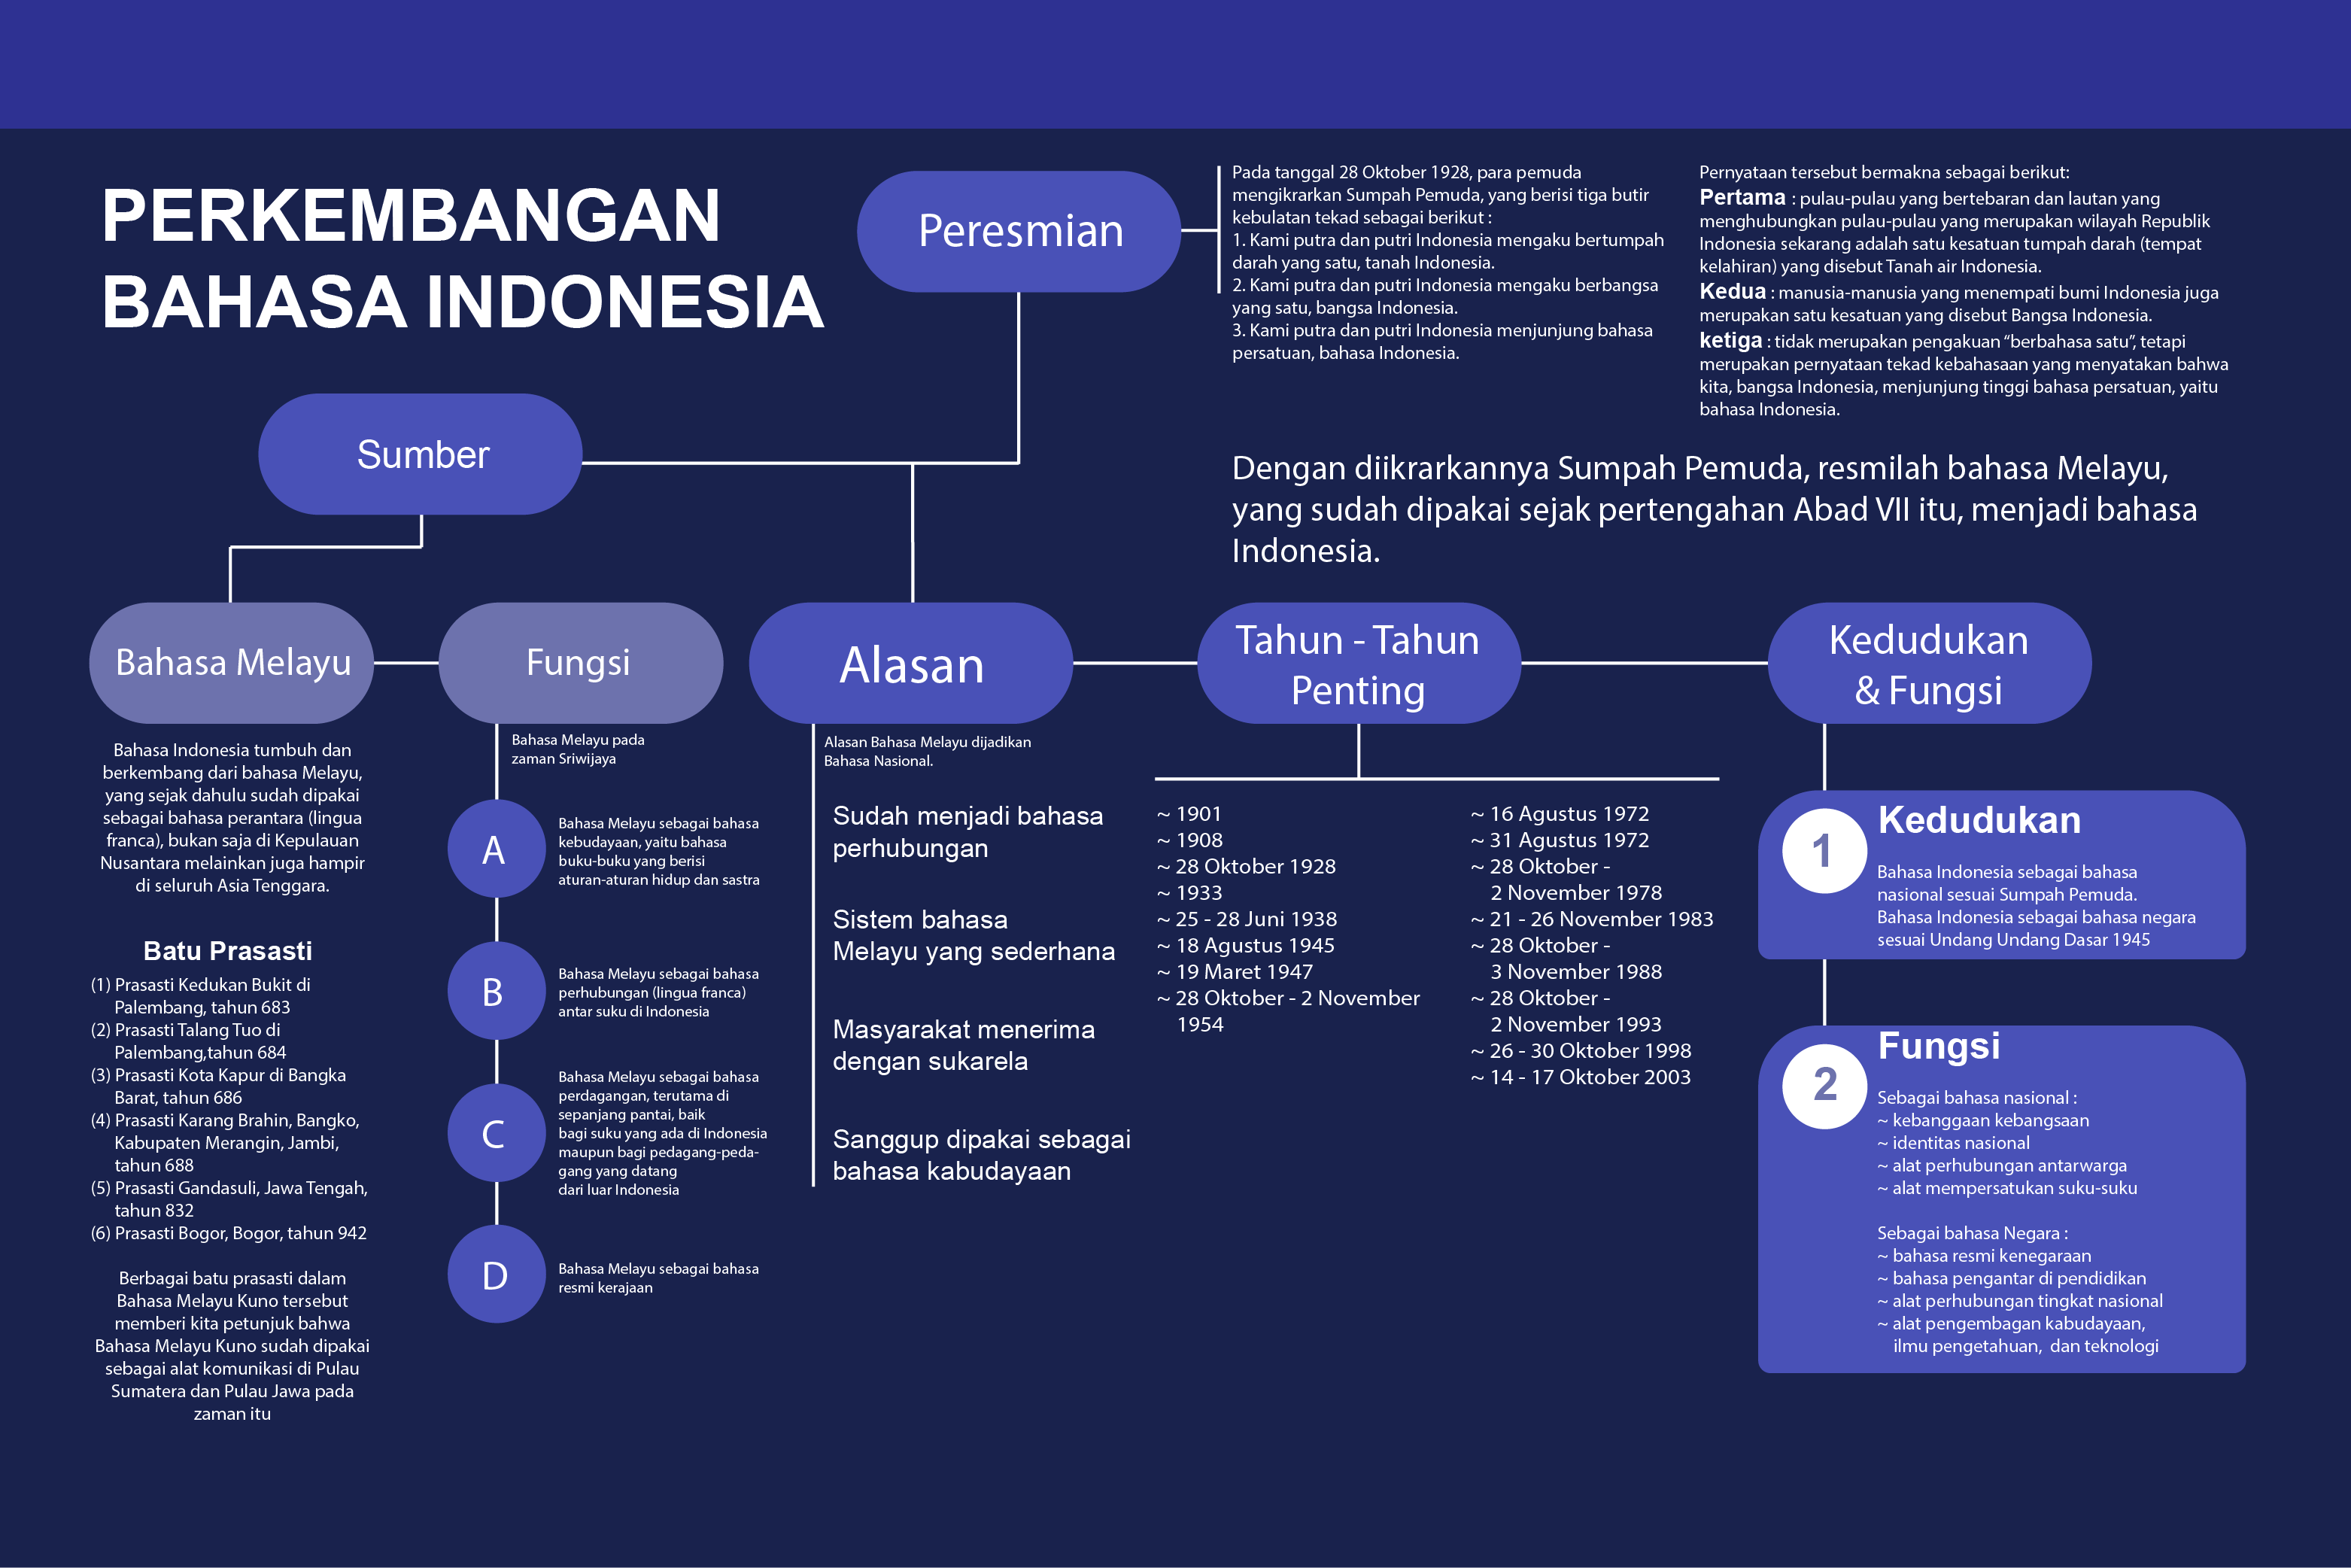 PERKEMBANGAN
BAHASA INDONESIA
Peresmian
Pada tanggal 28 Oktober 1928, para pemuda
mengikrarkan Sumpah Pemuda, yang berisi tiga butir
kebulatan tekad sebagai berikut :
1. Kami putra dan putri Indonesia mengaku bertumpah
darah yang satu, tanah Indonesia.
2. Kami putra dan putri Indonesia mengaku berbangsa
yang satu, bangsa Indonesia.
3. Kami putra dan putri Indonesia menjunjung bahasa
persatuan, bahasa Indonesia.
Pernyataan tersebut bermakna sebagai berikut:
Pertama : pulau-pulau yang bertebaran dan lautan yang
menghubungkan pulau-pulau yang merupakan wilayah Republik
Indonesia sekarang adalah satu kesatuan tumpah darah (tempat
kelahiran) yang disebut Tanah air Indonesia.
Kedua : manusia-manusia yang menempati bumi Indonesia juga
merupakan satu kesatuan yang disebut Bangsa Indonesia.
ketiga : tidak merupakan pengakuan “berbahasa satu”, tetapi
merupakan pernyataan tekad kebahasaan yang menyatakan bahwa
kita, bangsa Indonesia, menjunjung tinggi bahasa persatuan, yaitu
bahasa Indonesia.
Dengan diikrarkannya Sumpah Pemuda, resmilah bahasa Melayu,
yang sudah dipakai sejak pertengahan Abad VII itu, menjadi bahasa
Indonesia.
Sumber
Bahasa Melayu
Bahasa Indonesia tumbuh dan
berkembang dari bahasa Melayu,
yang sejak dahulu sudah dipakai
sebagai bahasa perantara (lingua
franca), bukan saja di Kepulauan
Nusantara melainkan juga hampir
di seluruh Asia Tenggara.
Batu Prasasti
(1) Prasasti Kedukan Bukit di
Palembang, tahun 683
(2) Prasasti Talang Tuo di
Palembang,tahun 684
(3) Prasasti Kota Kapur di Bangka
Barat, tahun 686
(4) Prasasti Karang Brahin, Bangko,
Kabupaten Merangin, Jambi,
tahun 688
(5) Prasasti Gandasuli, Jawa Tengah,
tahun 832
(6) Prasasti Bogor, Bogor, tahun 942
Berbagai batu prasasti dalam
Bahasa Melayu Kuno tersebut
memberi kita petunjuk bahwa
Bahasa Melayu Kuno sudah dipakai
sebagai alat komunikasi di Pulau
Sumatera dan Pulau Jawa pada
zaman itu
Fungsi
Bahasa Melayu pada
zaman Sriwijaya
A
Bahasa Melayu sebagai bahasa
kebudayaan, yaitu bahasa
buku-buku yang berisi
aturan-aturan hidup dan sastra
B
Bahasa Melayu sebagai bahasa
perhubungan (lingua franca)
antar suku di Indonesia
C
Bahasa Melayu sebagai bahasa
perdagangan, terutama di
sepanjang pantai, baik
bagi suku yang ada di Indonesia
maupun bagi pedagang-peda-
gang yang datang
dari luar Indonesia
D
Bahasa Melayu sebagai bahasa
resmi kerajaan
Alasan
Alasan Bahasa Melayu dijadikan
Bahasa Nasional.
Sudah menjadi bahasa
perhubungan
Sistem bahasa
Melayu yang sederhana
Masyarakat menerima
dengan sukarela
Sanggup dipakai sebagai
bahasa kabudayaan
Tahun - Tahun
Penting
~ 1901
~ 1908
~ 28 Oktober 1928
~ 1933
~ 25 - 28 Juni 1938
~ 18 Agustus 1945
~ 19 Maret 1947
~ 28 Oktober - 2 November
1954
~ 16 Agustus 1972
~ 31 Agustus 1972
~ 28 Oktober -
2 November 1978
~ 21 - 26 November 1983
~ 28 Oktober -
3 November 1988
~ 28 Oktober -
2 November 1993
~ 26 - 30 Oktober 1998
~ 14 - 17 Oktober 2003
Kedudukan
& Fungsi
1
Kedudukan
Bahasa Indonesia sebagai bahasa
nasional sesuai Sumpah Pemuda.
Bahasa Indonesia sebagai bahasa negara
sesuai Undang Undang Dasar 1945
2
Fungsi
Sebagai bahasa nasional :
~ kebanggaan kebangsaan
~ identitas nasional
~ alat perhubungan antarwarga
~ alat mempersatukan suku-suku
Sebagai bahasa Negara :
~ bahasa resmi kenegaraan
~ bahasa pengantar di pendidikan
~ alat perhubungan tingkat nasional
~ alat pengembagan kabudayaan,
ilmu pengetahuan, dan teknologi